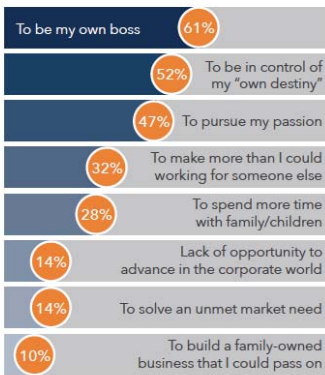 To be my own boss 61%
52% To be in control of
my “own destiny”
47% To pursue my passion
32% To make more than I could
working for someone else
28% To spend more time
with family/children
14% Lack of opportunity to
advance in the corporate world
14% To solve an unmet market need
10% To build a family-owned
business that I could pass on